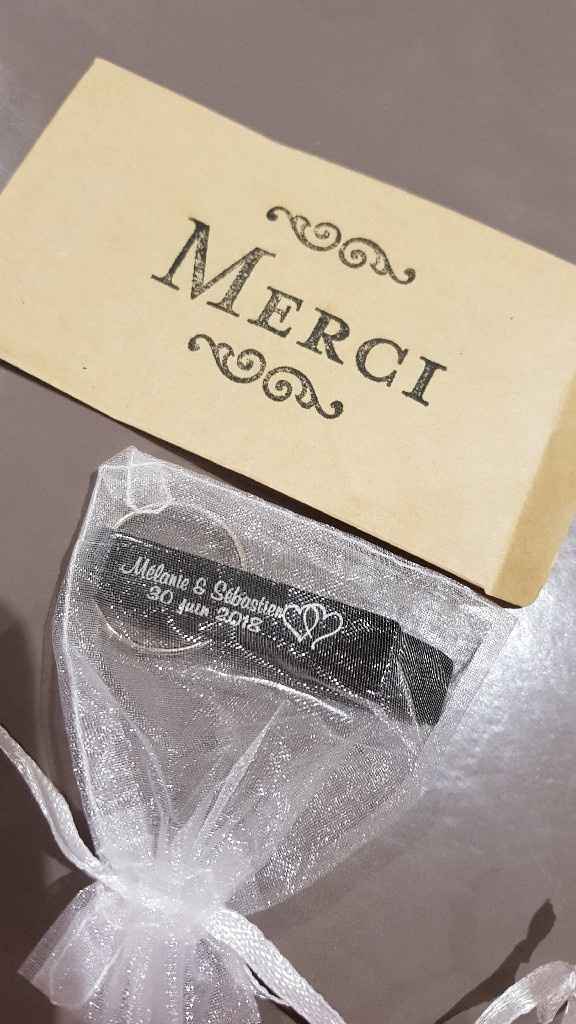 MERCI
Mélanie & Sébastien
30 juin 2018